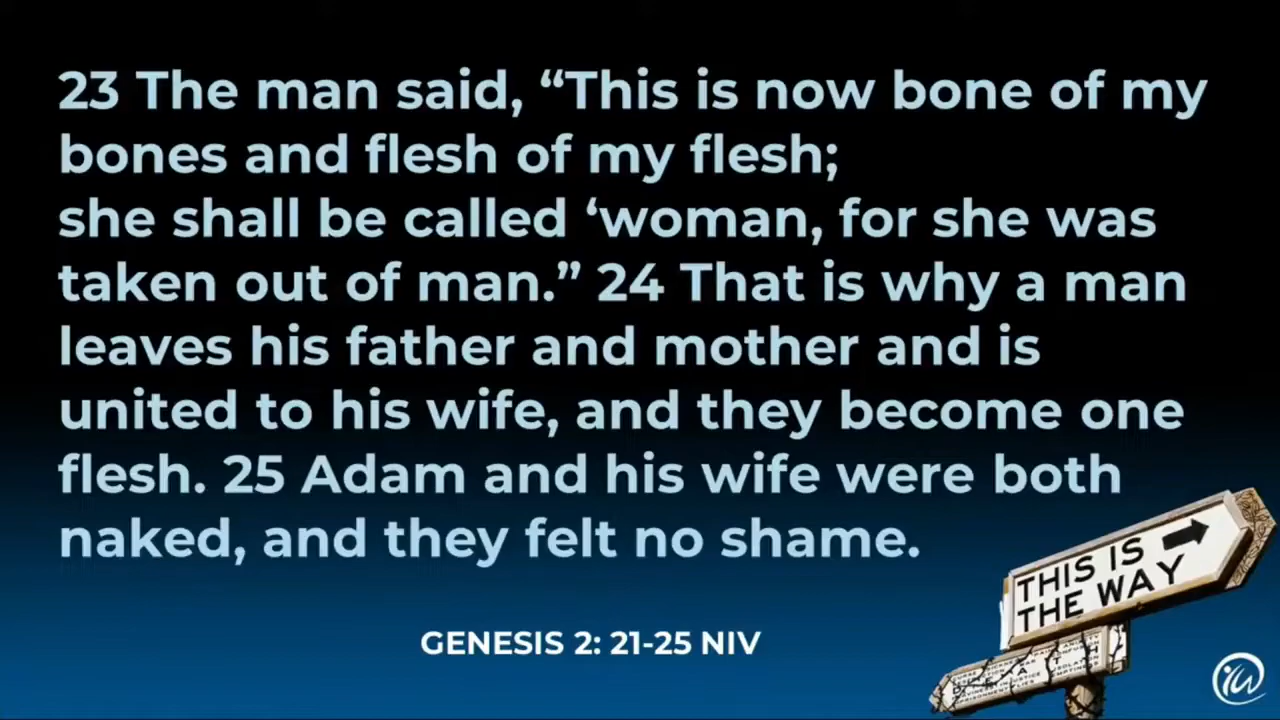 23 The man said, “This is now bone of my
bones and flesh of my flesh;
she shall be called ‘woman, for she was
taken out of man.” 24 That is why a man
leaves his father and mother and is
united to his wife, and they become one
flesh. 25 Adam and his wife were both
naked, and they felt no shame.
GENESIS 2: 21-25 NIV
THIS IS
THE WAY
DEATH